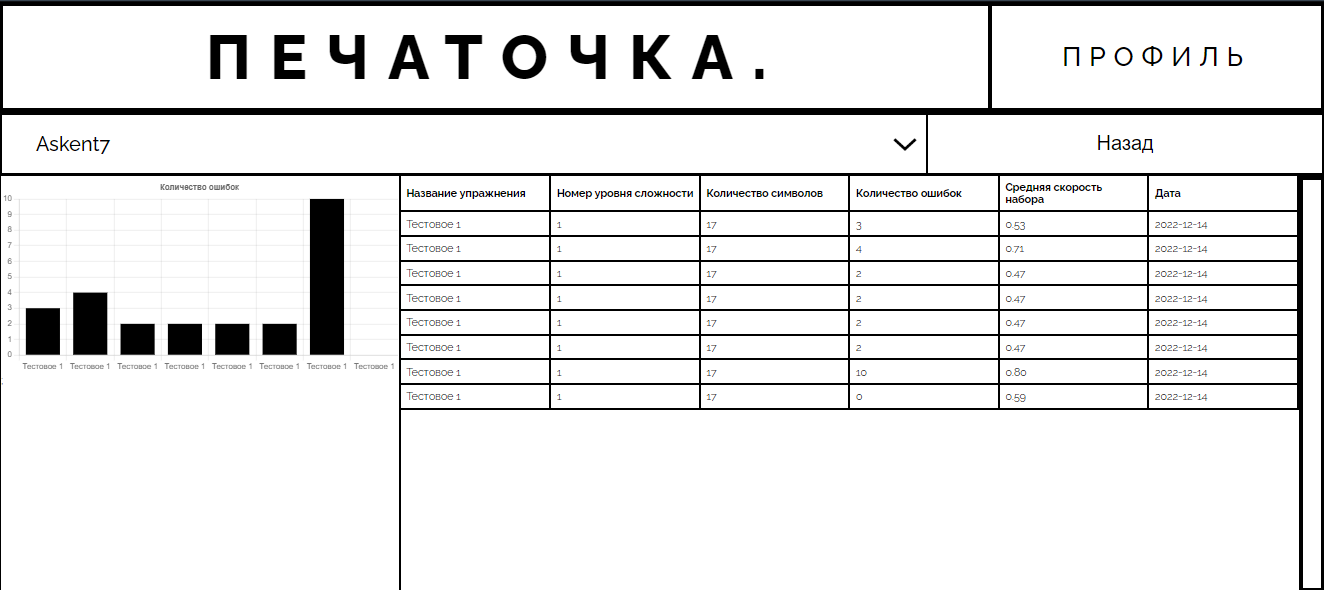 ПЕЧАТОЧКА.
ПРОФИЛЬ
Askent7
Назад
Количество ошибок
10
9
8
7
6
5
4
3
2
1
0
Тестовое 1 Тестовое 1 Тестовое 1 Тестовое 1 Тестовое 1 Тестовое 1 Тестовое 1 Тестовое 1
;
Название упражнения Номер уровня сложности Количество символов Количество ошибок Средняя скорость набора Дата
Тестовое 1 1 17 3 0.53 2022-12-14
Тестовое 1 1 17 4 0.71 2022-12-14
Тестовое 1 1 17 2 0.47 2022-12-14
Тестовое 1 1 17 2 0.47 2022-12-14
Тестовое 1 1 17 2 0.47 2022-12-14
Тестовое 1 1 17 2 0.47 2022-12-14
Тестовое 1 1 17 10 0.80 2022-12-14
Тестовое 1 1 17 0 0.59 2022-12-14